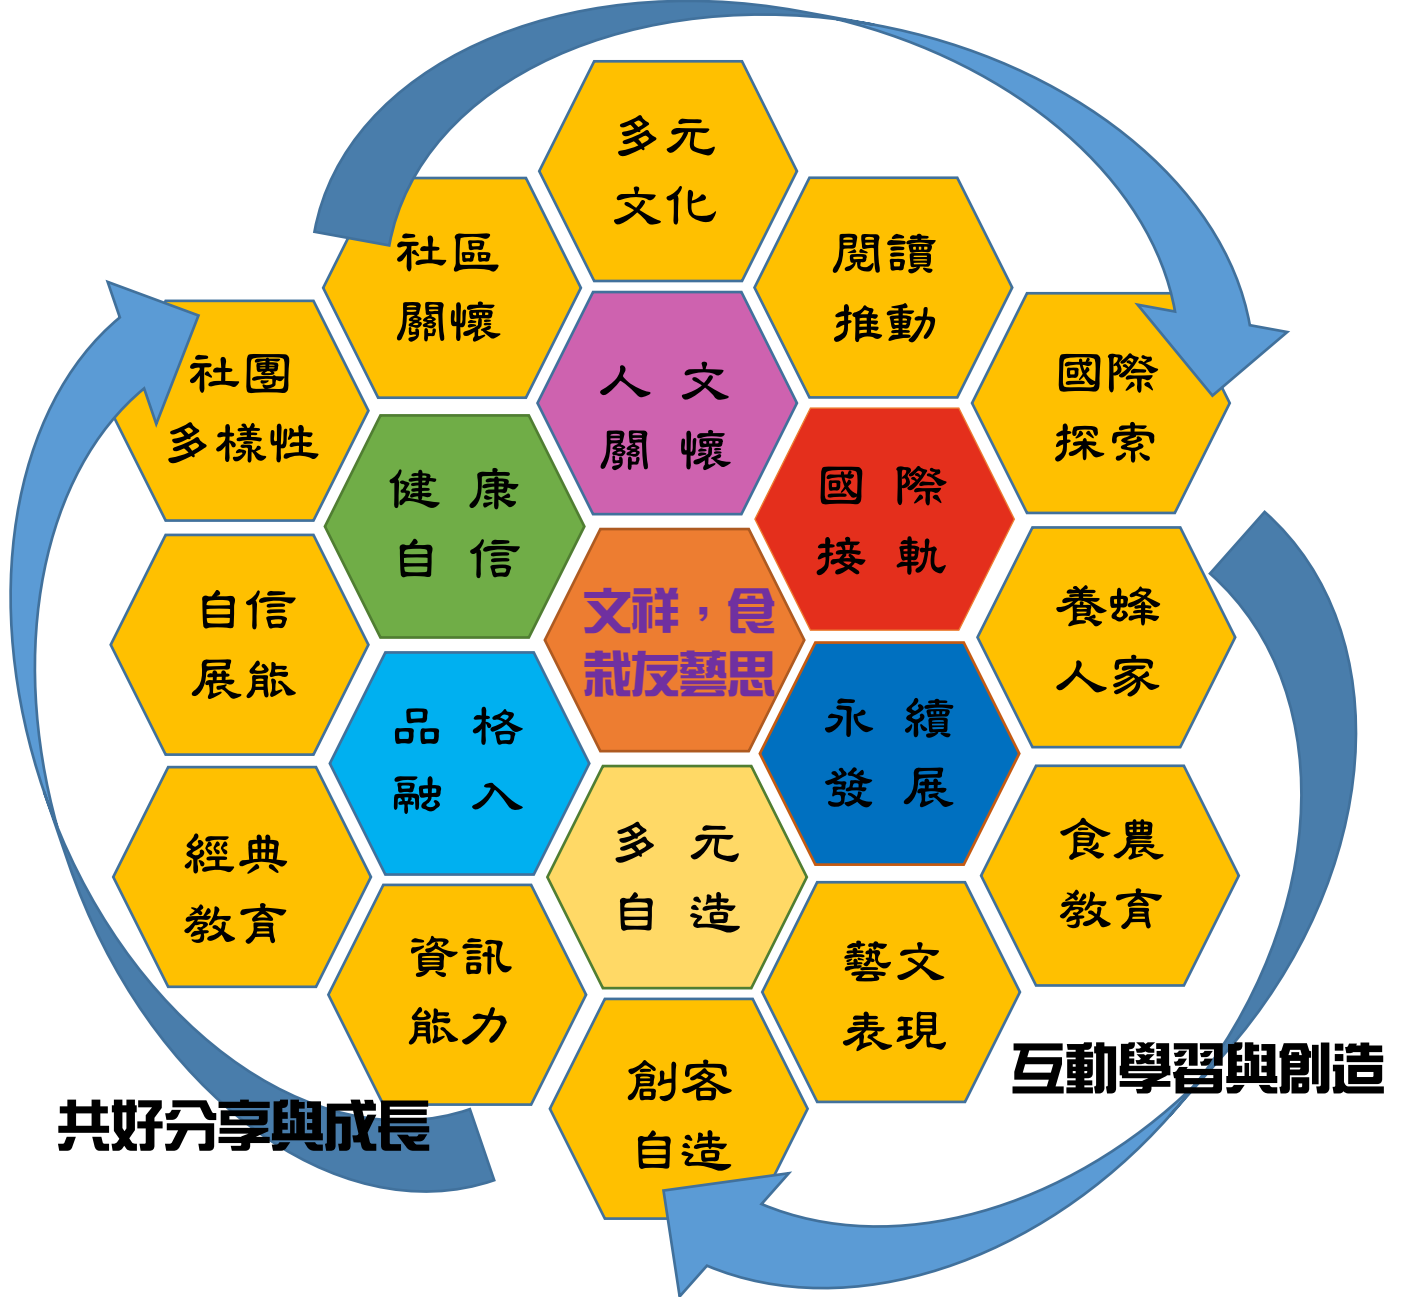 多元
文化
社區
關懷
閱讀
推動
社團
多樣性
人 文
關 懷
國際
探索
健 康
自 信
國 際
接 軌
自信
展能
文祥，食
栽友藝思
養蜂
人家
品 格
融 入
永 續
發 展
經典
教育
多 元
自 造
食農
教育
資訊
能力
藝文
表現
創客
自造
互動學習與創造
共好分享與成長